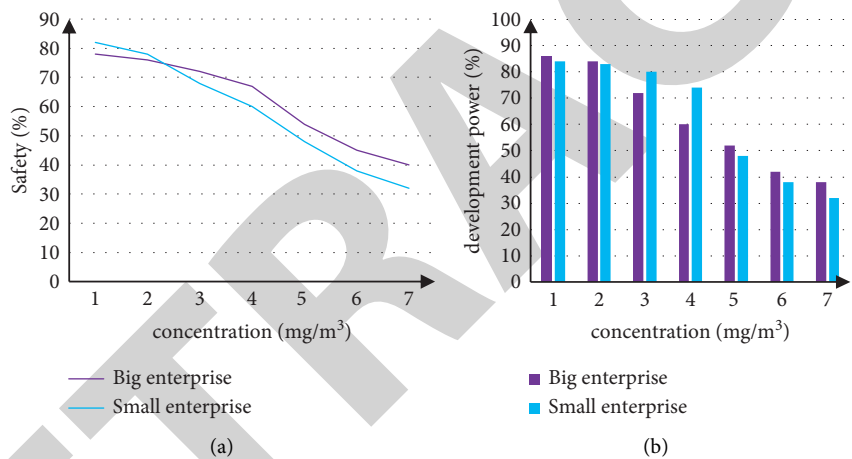 90
80
70
60
50
40
30
20
10
0
Safety (%)
1 2 3 4 5 6 7
concentration (mg/m³)
Big enterprise
Small enterprise
(a)
100
90
80
70
60
50
40
30
20
10
0
development power (%)
1 2 3 4 5 6 7
concentration (mg/m³)
Big enterprise
Small enterprise
(b)